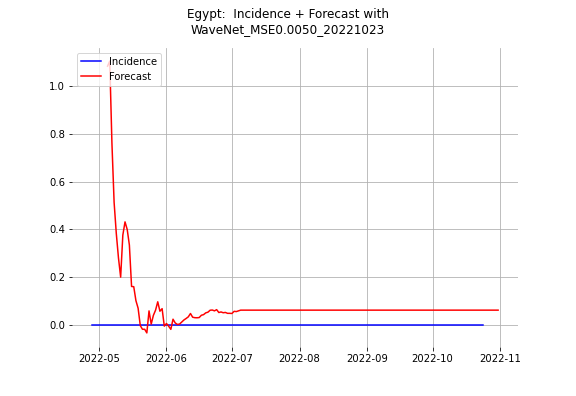 Egypt:  Incidence + Forecast with
WaveNet_MSE0.0050_20221023
Incidence
Forecast
1.0
0.8
0.6
0.4
0.2
0.0
2022-05 2022-06 2022-07 2022-08 2022-09 2022-10 2022-11